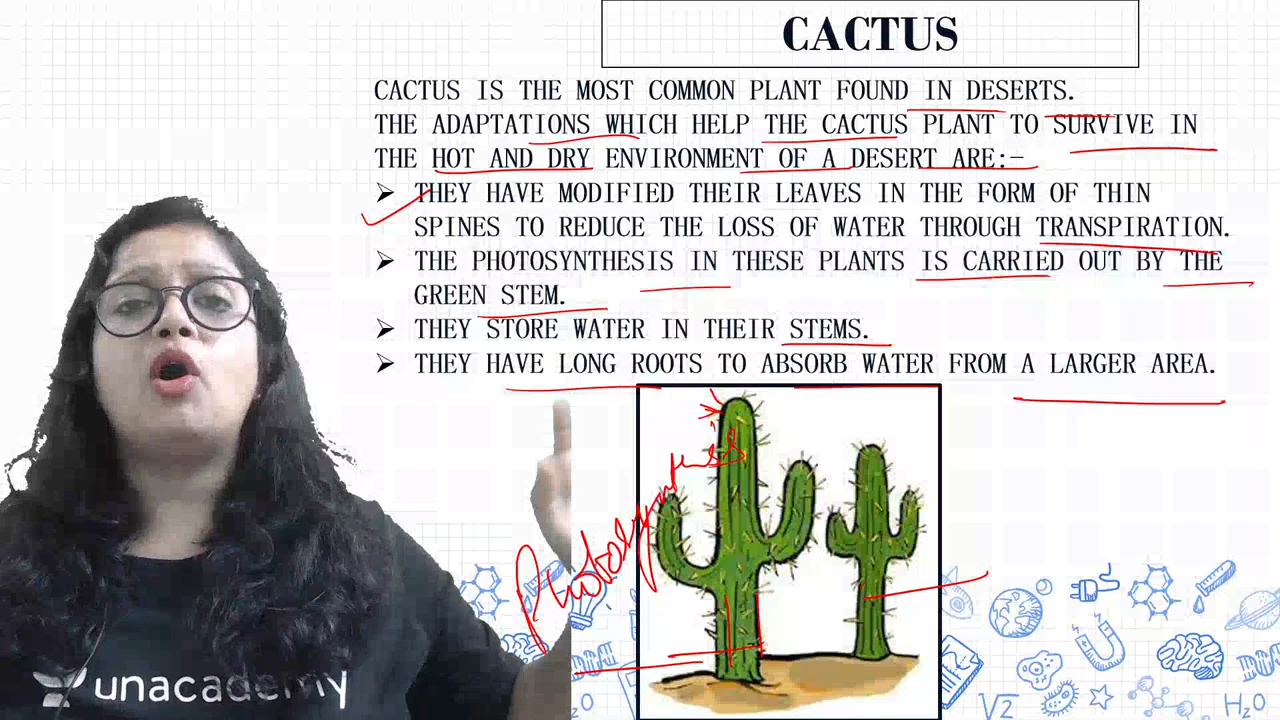 CACTUS
CACTUS IS THE MOST COMMON PLANT FOUND IN DESERTS.
THE ADAPTATIONS WHICH HELP THE CACTUS PLANT TO SURVIVE IN
THE HOT AND DRY ENVIRONMENT OF A DESERT ARE:-
➤ THEY HAVE MODIFIED THEIR LEAVES IN THE FORM OF THIN
SPINES TO REDUCE THE LOSS OF WATER THROUGH TRANSPIRATION.
➤ THE PHOTOSYNTHESIS IN THESE PLANTS IS CARRIED OUT BY THE
GREEN STEM.
➤ THEY STORE WATER IN THEIR STEMS.
➤ THEY HAVE LONG ROOTS TO ABSORB WATER FROM A LARGER AREA.
Photosynthesis
unacademy
H₂O
√2
H₂O